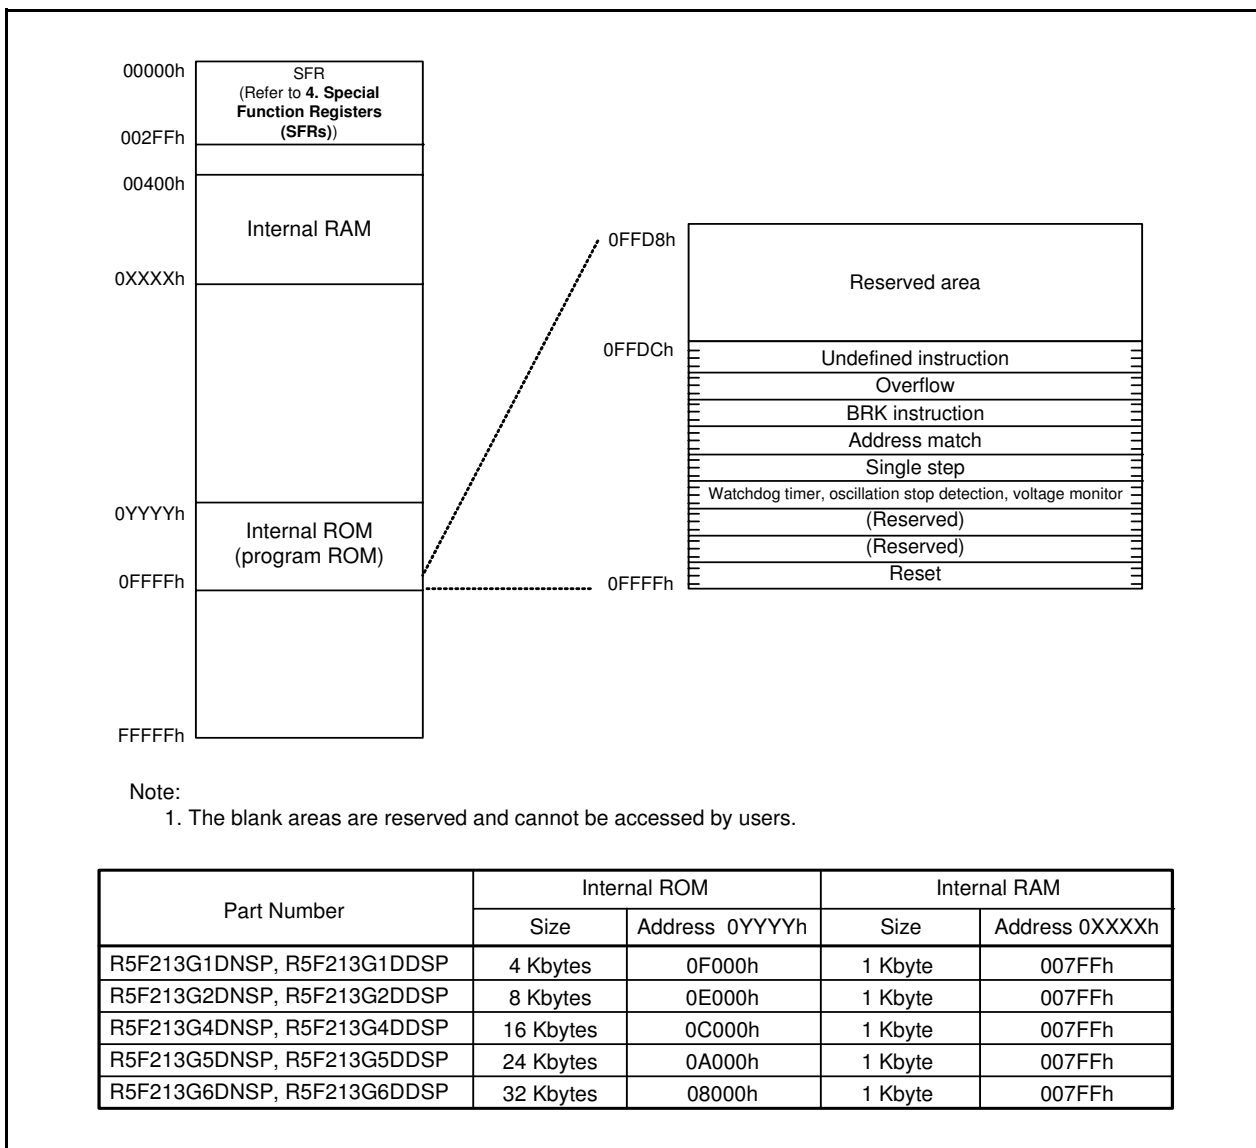 00000h
SFR
(Refer to 4. Special
Function Registers
(SFRs))
002FFh
00400h
Internal RAM
0XXXXh
0YYYYh
Internal ROM
(program ROM)
0FFFFh
FFFFFh
0FFD8h
Reserved area
0FFDCh
Undefined instruction
Overflow
BRK instruction
Address match
Single step
Watchdog timer, oscillation stop detection, voltage monitor
(Reserved)
(Reserved)
Reset
0FFFFh
Note:
1. The blank areas are reserved and cannot be accessed by users.
Part Number Internal ROM Internal RAM
Size Address 0YYYYh Size Address 0XXXXh
R5F213G1DNSP, R5F213G1DDSP 4 Kbytes 0F000h 1 Kbyte 007FFh
R5F213G2DNSP, R5F213G2DDSP 8 Kbytes 0E000h 1 Kbyte 007FFh
R5F213G4DNSP, R5F213G4DDSP 16 Kbytes 0C000h 1 Kbyte 007FFh
R5F213G5DNSP, R5F213G5DDSP 24 Kbytes 0A000h 1 Kbyte 007FFh
R5F213G6DNSP, R5F213G6DDSP 32 Kbytes 08000h 1 Kbyte 007FFh